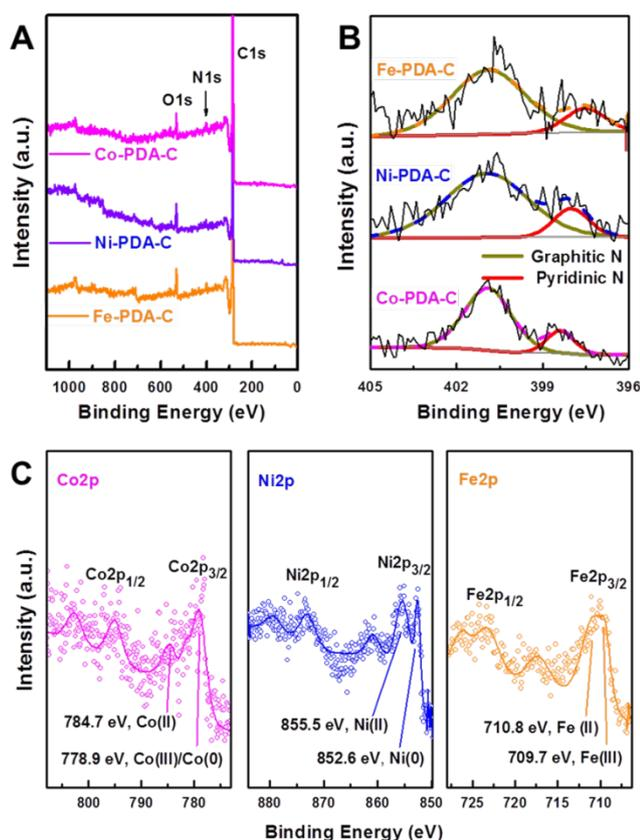 A
Intensity (a.u.)
N1s
C1s
O1s
Co-PDA-C
Ni-PDA-C
Fe-PDA-C
1000 800 600 400 200 0
Binding Energy (eV)
B
Intensity (a.u.)
Fe-PDA-C
Ni-PDA-C
Graphitic N
Pyridinic N
Co-PDA-C
405 402 399 396
Binding Energy (eV)
C
Intensity (a.u.)
Co2p
Co2p1/2
Co2p3/2
784.7 eV, Co(II)
778.9 eV, Co(III)/Co(0)
800 790 780
Ni2p
Ni2p1/2
Ni2p3/2
855.5 eV, Ni(II)
852.6 eV, Ni(0)
880 870 860 850
Fe2p
Fe2p1/2
Fe2p3/2
710.8 eV, Fe (II)
709.7 eV, Fe(III)
725 720 715 710
Binding Energy (eV)